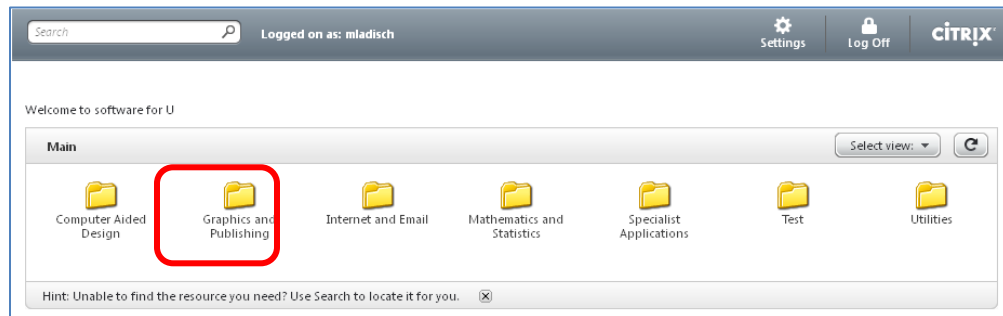 Search
Logged on as: mladisch
Settings
Log Off
CİTRIX
Welcome to software for U
Main
Select view:
Computer Aided
Design
Graphics and
Publishing
Internet and Email
Mathematics and
Statistics
Specialist
Applications
Test
Utilities
Hint: Unable to find the resource you need? Use Search to locate it for you.